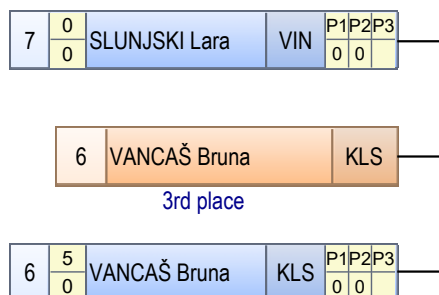 7 0 0 SLUNJSKI Lara VIN P1 P2 P3 0 0
6 VANCAŠ Bruna KLS
3rd place
6 5 0 VANCAŠ Bruna KLS P1 P2 P3 0 0